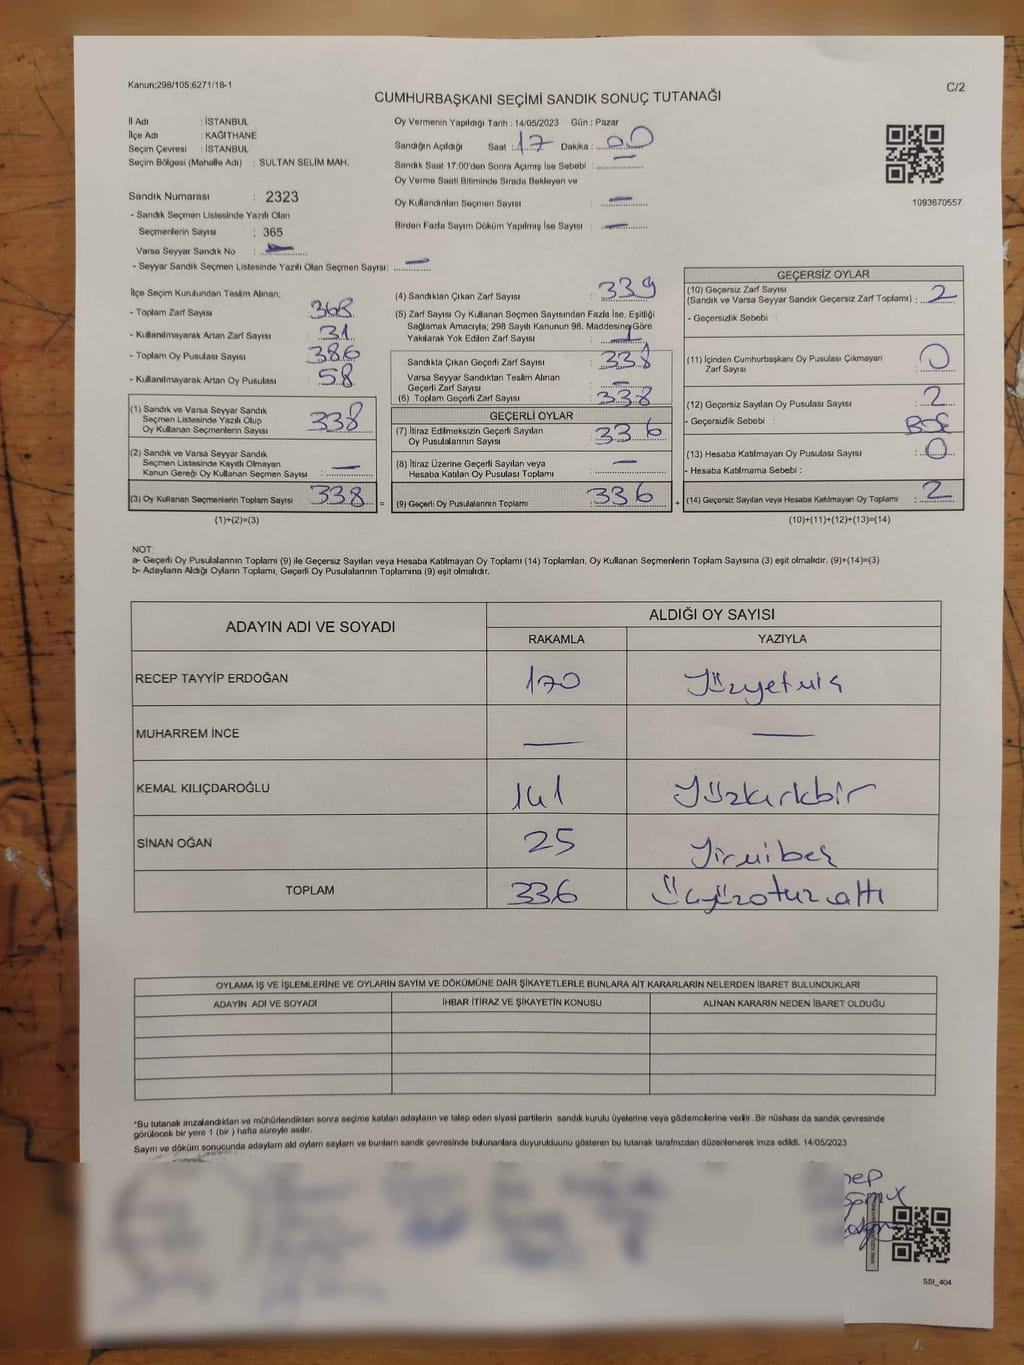 Kanun;298/105;6271/18-1
C/2
CUMHURBAŞKANI SEÇİMİ SANDIK SONUÇ TUTANAĞI
İl Adı : İSTANBUL
İlçe Adı : KAĞITHANE
Seçim Çevresi : İSTANBUL
Seçim Bölgesi (Mahalle Adı) : SULTAN SELİM MAH.
Sandık Numarası : 2323
- Sandık Seçmen Listesinde Yazılı Olan
Seçmenlerin Sayısı : 365
Varsa Seyyar Sandık No : —
- Seyyar Sandık Seçmen Listesinde Yazılı Olan Seçmen Sayısı: —
Oy Vermenin Yapıldığı Tarih : 14/05/2023 Gün : Pazar
Sandığın Açıldığı Saat : 17 Dakika : 00
Sandık Saat 17:00'den Sonra Açımış İse Sebebi : —
Oy Verme Saati Bitiminde Sırada Bekleyen ve
Oy Kullandırılan Seçmen Sayısı : —
Birden Fazla Sayım Döküm Yapılmış İse Sayısı : —
1093670557
İlçe Seçim Kurulundan Teslim Alınan;
- Toplam Zarf Sayısı : 368
- Kullanılmayarak Artan Zarf Sayısı : 31
- Toplam Oy Pusulası Sayısı : 386
- Kullanılmayarak Artan Oy Pusulası : 58
(1) Sandık ve Varsa Seyyar Sandık
Seçmen Listesinde Yazılı Olup
Oy Kullanan Seçmenlerin Sayısı : 338
(2) Sandık ve Varsa Seyyar Sandık
Seçmen Listesinde Kayıtlı Olmayan
Kanun Gereği Oy Kullanan Seçmen Sayısı : —
(3) Oy Kullanan Seçmenlerin Toplam Sayısı : 338 =
(1)+(2)=(3)
(4) Sandıktan Çıkan Zarf Sayısı : 339
(5) Zarf Sayısı Oy Kullanan Seçmen Sayısından Fazla İse, Eşitliği
Sağlamak Amacıyla; 298 Sayılı Kanunun 98. Maddesine Göre
Yakılarak Yok Edilen Zarf Sayısı : 1
Sandıkta Çıkan Geçerli Zarf Sayısı : 338
Varsa Seyyar Sandıktan Teslim Alınan
Geçerli Zarf Sayısı : —
(6) Toplam Geçerli Zarf Sayısı : 338
GEÇERLİ OYLAR
(7) İtiraz Edilmeksizin Geçerli Sayılan
Oy Pusulalarının Sayısı : 336
(8) İtiraz Üzerine Geçerli Sayılan veya
Hesaba Katılan Oy Pusulası Toplamı : —
(9) Geçerli Oy Pusulalarının Toplamı : 336 +
GEÇERSİZ OYLAR
(10) Geçersiz Zarf Sayısı
(Sandık ve Varsa Seyyar Sandık Geçersiz Zarf Toplamı) : 2
- Geçersizlik Sebebi :
(11) İçinden Cumhurbaşkanı Oy Pusulası Çıkmayan
Zarf Sayısı : 0
(12) Geçersiz Sayılan Oy Pusulası Sayısı : 2
- Geçersizlik Sebebi : BOŞ
(13) Hesaba Katılmayan Oy Pusulası Sayısı : 0
- Hesaba Katılmama Sebebi :
(14) Geçersiz Sayılan veya Hesaba Katılmayan Oy Toplamı : 2
(10)+(11)+(12)+(13)=(14)
NOT:
a- Geçerli Oy Pusulalarının Toplamı (9) ile Geçersiz Sayılan veya Hesaba Katılmayan Oy Toplamı (14) Toplamları, Oy Kullanan Seçmenlerin Toplam Sayısına (3) eşit olmalıdır. (9)+(14)=(3)
b- Adayların Aldığı Oyların Toplamı, Geçerli Oy Pusulalarının Toplamına (9) eşit olmalıdır.
ADAYIN ADI VE SOYADI
ALDIĞI OY SAYISI
RAKAMLA YAZIYLA
RECEP TAYYİP ERDOĞAN 170 Yüzyetmiş
MUHARREM İNCE — —
KEMAL KILIÇDAROĞLU 141 Yüzkırkbir
SİNAN OĞAN 25 Yirmibeş
TOPLAM 336 Üçyüzotuzaltı
OYLAMA İŞ VE İŞLEMLERİNE VE OYLARIN SAYIM VE DÖKÜMÜNE DAİR ŞİKAYETLERLE BUNLARA AİT KARARLARIN NELERDEN İBARET BULUNDUKLARI
ADAYIN ADI VE SOYADI İHBAR İTİRAZ VE ŞİKAYETİN KONUSU ALINAN KARARIN NEDEN İBARET OLDUĞU
*Bu tutanak imzalandıktan ve mühürlendikten sonra seçime katılan adayların ve talep eden siyasi partilerin sandık kurulu üyelerine veya gözlemcilerine verilir. Bir nüshası da sandık çevresinde
görülecek bir yere 1 (bir ) hafta süreyle asılır.
Sayım ve döküm sonucunda adayların aldı oyların sayların ve bunların sandık çevresinde bulunanlara duyurulduunu gösteren bu tutanak tarafımızdan düzenlenerek imza edildi. 14/05/2023
SSI_404